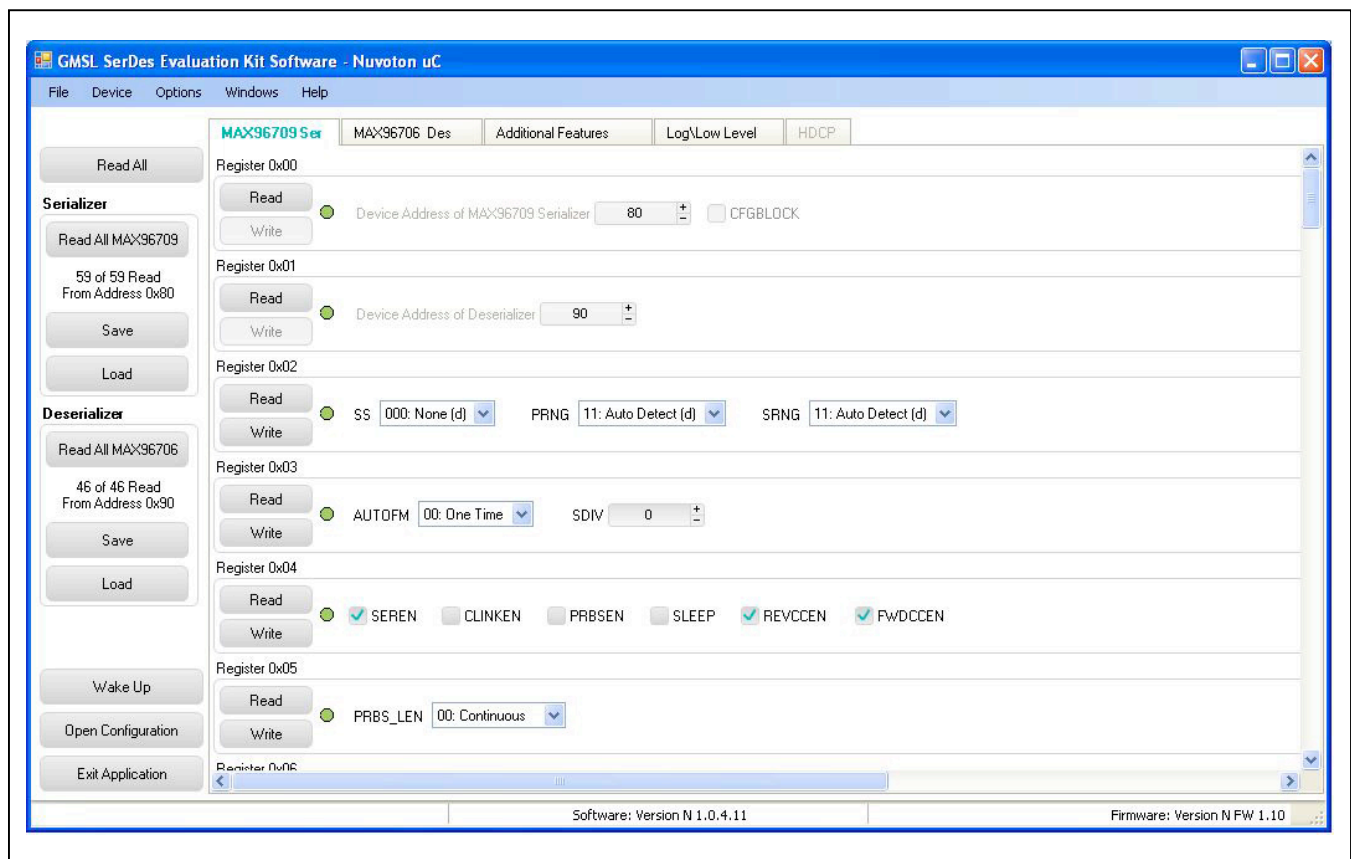 GMSL SerDes Evaluation Kit Software - Nuvoton uC
File Device Options Windows Help
MAX96709 Ser MAX96706 Des Additional Features Log\Low Level HDCP
Read All
Serializer
Read All MAX96709
59 of 59 Read
From Address 0x80
Save
Load
Deserializer
Read All MAX96706
46 of 46 Read
From Address 0x90
Save
Load
Wake Up
Open Configuration
Exit Application
Register 0x00
Read
Write
Device Address of MAX96709 Serializer 80 + - CFGBLOCK
Register 0x01
Read
Write
Device Address of Deserializer 90 + -
Register 0x02
Read
Write
SS 000: None (d) PRNG 11: Auto Detect (d) SRNG 11: Auto Detect (d)
Register 0x03
Read
Write
AUTOFM 00: One Time SDIV 0 + -
Register 0x04
Read
Write
SEREN CLINKEN PRBSEN SLEEP REVCCEN FWDCCEN
Register 0x05
Read
Write
PRBS_LEN 00: Continuous
Register 0x06
Software: Version N 1.0.4.11 Firmware: Version N FW 1.10